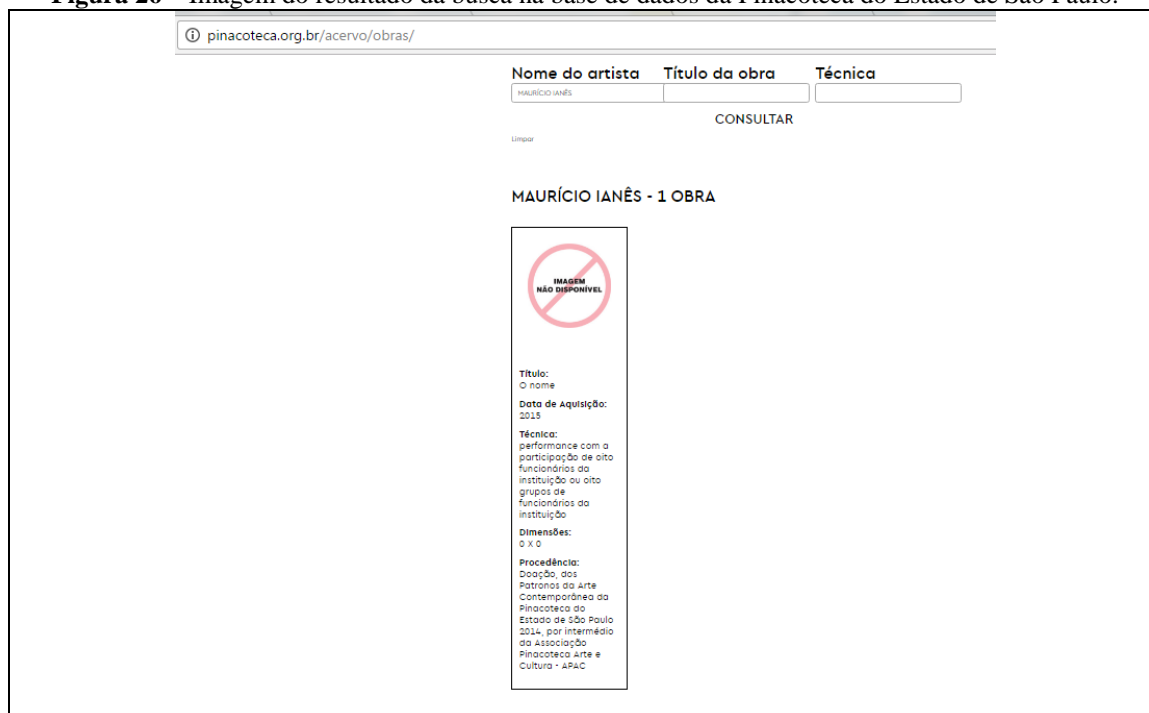 Figura 20 – Imagem do resultado da busca na base de dados da Pinacoteca do Estado de São Paulo.
pinacoteca.org.br/acervo/obras/
Nome do artista Título da obra Técnica
MAURÍCIO IANÊS
CONSULTAR
Limpar
MAURÍCIO IANÊS - 1 OBRA
IMAGEM
NÃO DISPONÍVEL
Título:
O nome
Data de Aquisição:
2015
Técnica:
performance com a
participação de oito
funcionários da
instituição ou oito
grupos de
funcionários da
instituição
Dimensões:
0 X 0
Procedência:
Doação, dos
Patronos da Arte
Contemporânea da
Pinacoteca do
Estado de São Paulo
2014, por intermédio
da Associação
Pinacoteca Arte e
Cultura - APAC